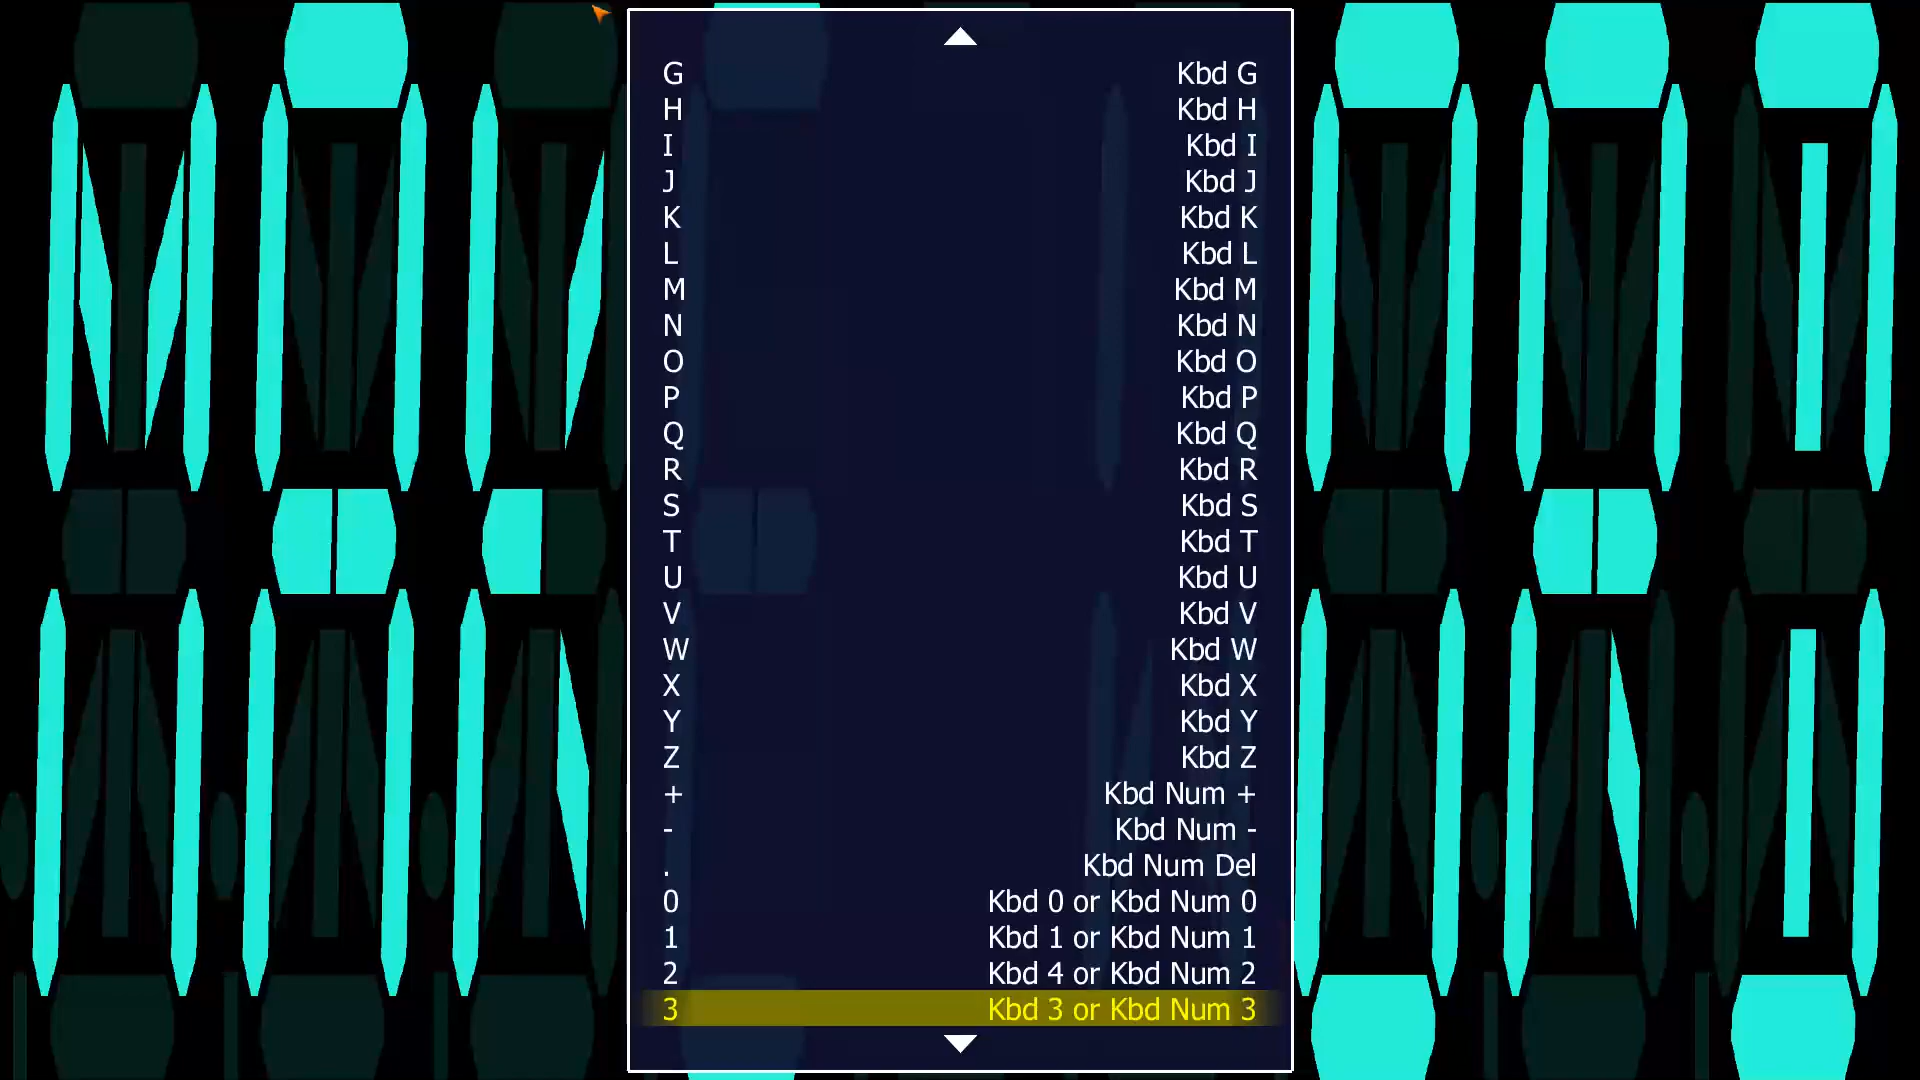 G Kbd G
H Kbd H
I Kbd I
J Kbd J
K Kbd K
L Kbd L
M Kbd M
N Kbd N
O Kbd O
P Kbd P
Q Kbd Q
R Kbd R
S Kbd S
T Kbd T
U Kbd U
V Kbd V
W Kbd W
X Kbd X
Y Kbd Y
Z Kbd Z
+ Kbd Num +
- Kbd Num -
. Kbd Num Del
0 Kbd 0 or Kbd Num 0
1 Kbd 1 or Kbd Num 1
2 Kbd 4 or Kbd Num 2
3 Kbd 3 or Kbd Num 3